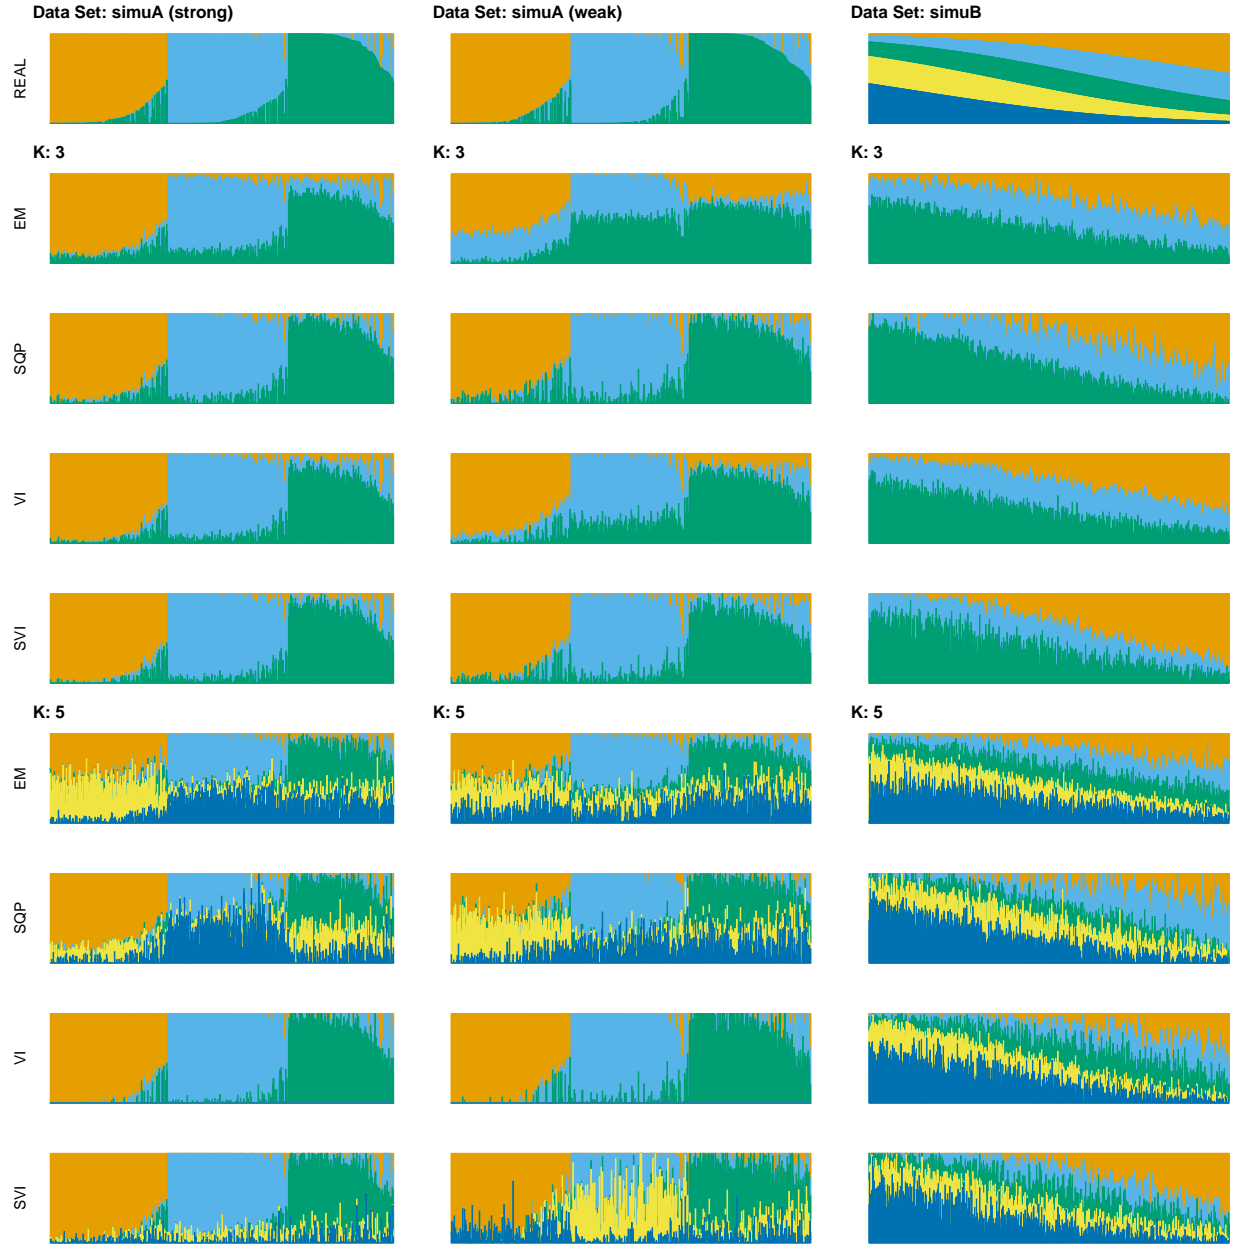 Data Set: simuA (strong)
Data Set: simuA (weak)
Data Set: simuB
REAL
K: 3
K: 3
K: 3
EM
SQP
VI
SVI
K: 5
K: 5
K: 5
EM
SQP
VI
SVI